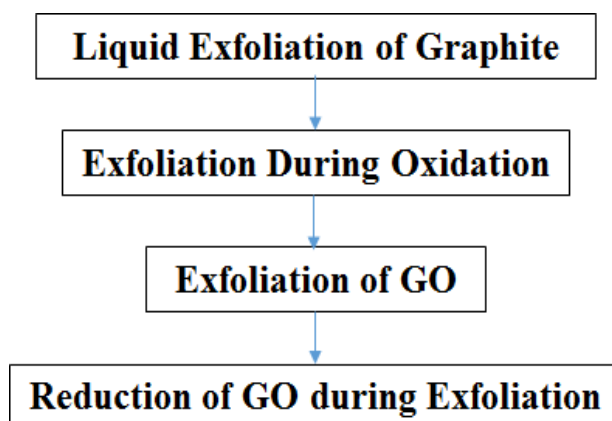 Liquid Exfoliation of Graphite
Exfoliation During Oxidation
Exfoliation of GO
Reduction of GO during Exfoliation